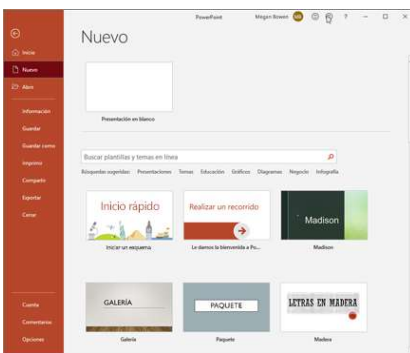 PowerPoint
Megan Bowen
MB
?
Nuevo
Inicio
Nuevo
Abrir
Información
Guardar
Guardar como
Imprimir
Compartir
Exportar
Cerrar
Cuenta
Comentarios
Opciones
Presentación en blanco
Buscar plantillas y temas en línea
Búsquedas sugeridas: Presentaciones Temas Educación Gráficos Diagramas Negocio Infografía
Inicio rápido
Realizar un recorrido
Madison
Iniciar un esquema
Le damos la bienvenida a Po...
Madison
GALERÍA
PAQUETE
LETRAS EN MADERA
Galería
Paquete
Madera